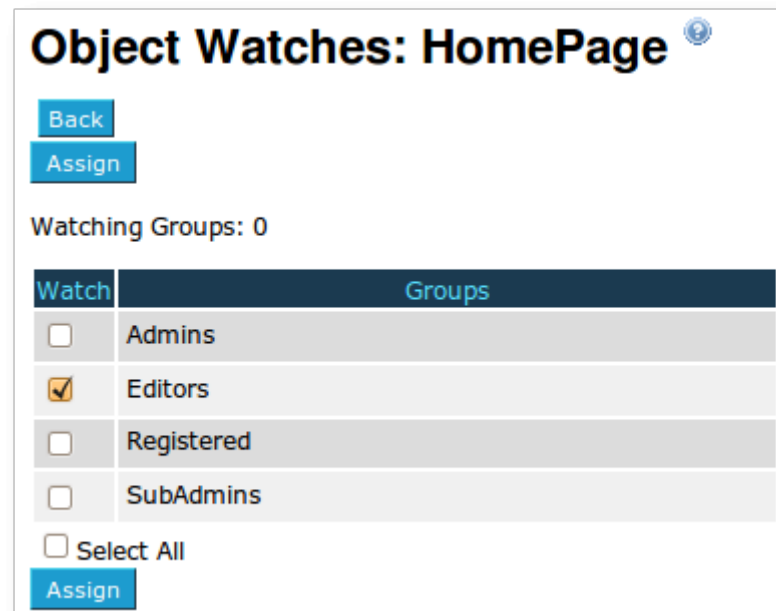 Object Watches: HomePage
Back
Assign
Watching Groups: 0
Watch Groups
Admins
Editors
Registered
SubAdmins
Select All
Assign